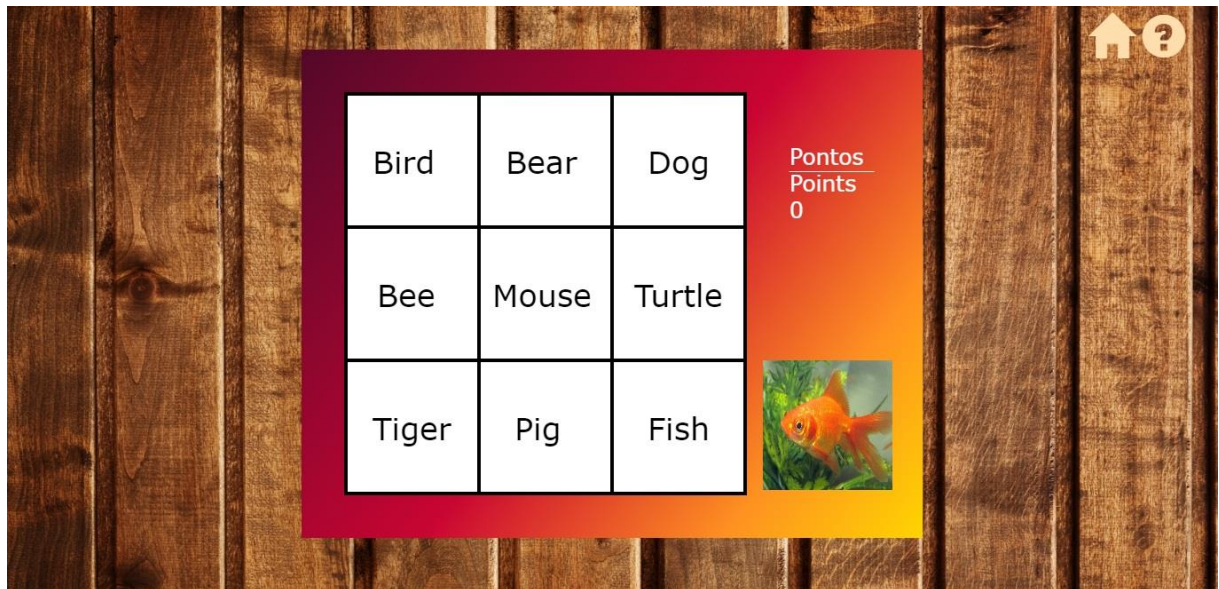 Bird Bear Dog
Pontos
Points
0
Bee Mouse Turtle
Tiger Pig Fish
?